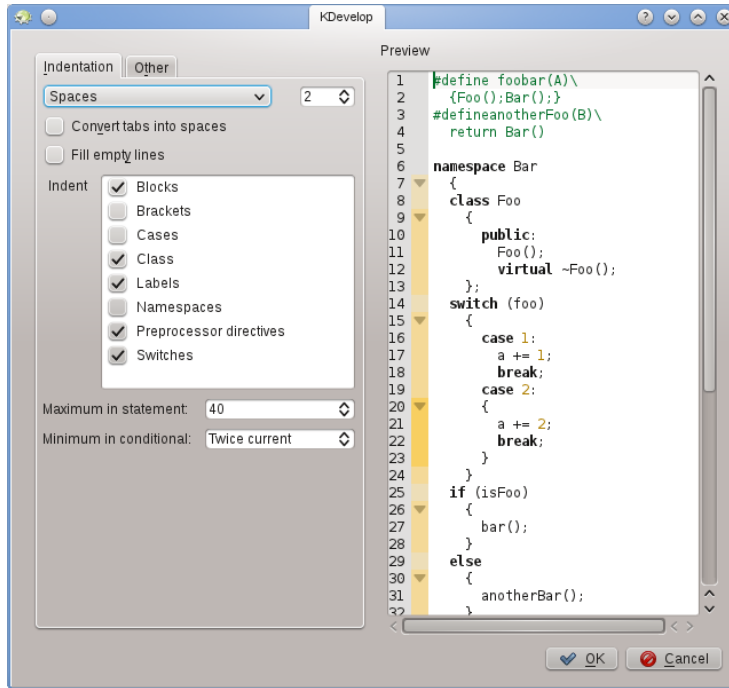 KDevelop
Indentation Other
Spaces 2
Convert tabs into spaces
Fill empty lines
Indent
Blocks
Brackets
Cases
Class
Labels
Namespaces
Preprocessor directives
Switches
Maximum in statement: 40
Minimum in conditional: Twice current
Preview
1 #define foobar(A)\
2 {Foo();Bar();}
3 #defineanotherFoo(B)\
4 return Bar()
5
6 namespace Bar
7 {
8 class Foo
9 {
10 public:
11 Foo();
12 virtual ~Foo();
13 };
14 switch (foo)
15 {
16 case 1:
17 a += 1;
18 break;
19 case 2:
20 {
21 a += 2;
22 break;
23 }
24 }
25 if (isFoo)
26 {
27 bar();
28 }
29 else
30 {
31 anotherBar();
32 }
OK Cancel